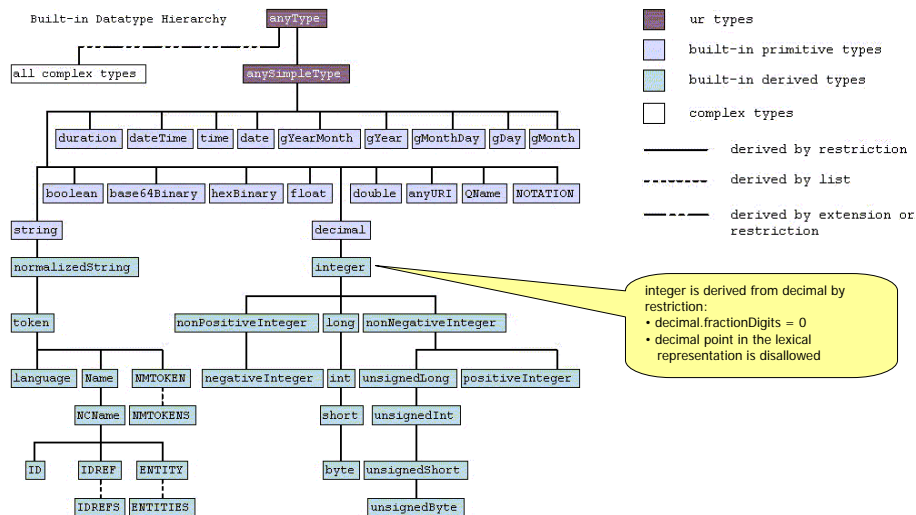 Built-in Datatype Hierarchy
anyType
all complex types
anySimpleType
duration dateTime time date gYearMonth gYear gMonthDay gDay gMonth
boolean base64Binary hexBinary float double anyURI QName NOTATION
string decimal
normalizedString integer
token nonPositiveInteger long nonNegativeInteger
language Name NMTOKEN negativeInteger int unsignedLong positiveInteger
NCName NMTOKENS short unsignedInt
ID IDREF ENTITY byte unsignedShort
IDREFS ENTITIES unsignedByte
ur types
built-in primitive types
built-in derived types
complex types
derived by restriction
derived by list
derived by extension or
restriction
integer is derived from decimal by
restriction:
• decimal.fractionDigits = 0
• decimal point in the lexical
representation is disallowed